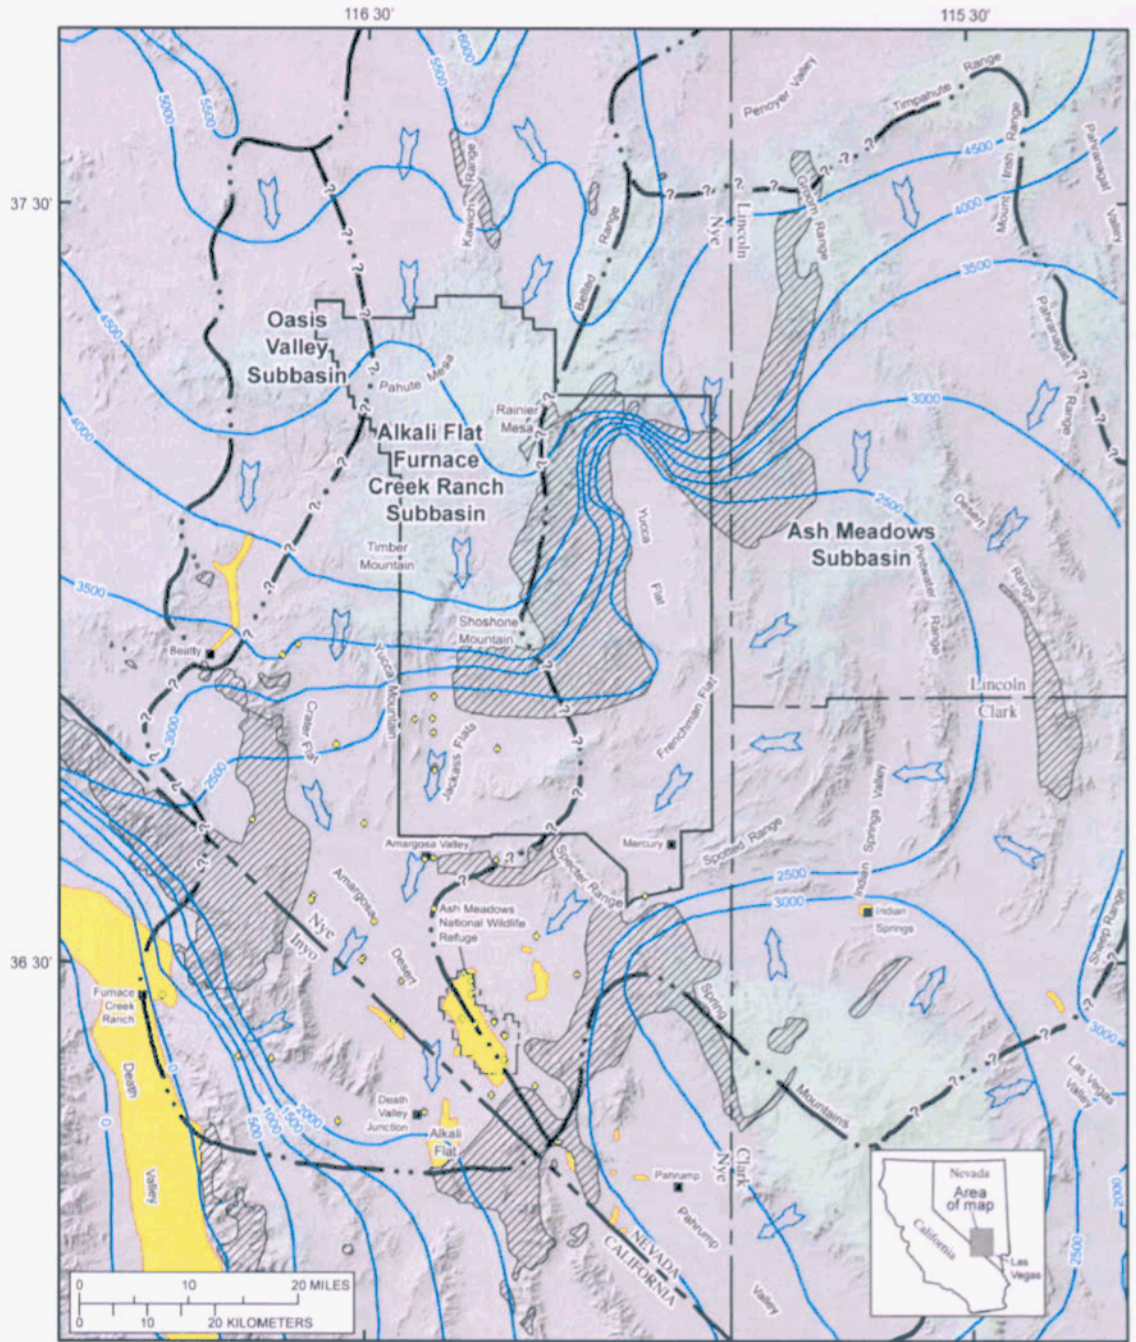 116 30'
115 30'
37 30'
36 30'
6000
5500
5500
5000
Penoyer Valley
Timpahute Range
Pahranagat Valley
Mount Irish Range
4500
4000
3500
Kawich Range
Groom Range
Belted Range
Lincoln
Nye
Pahranagat Range
Oasis
Valley
Subbasin
4500
Pahute Mesa
Rainier
Mesa
3000
4000
Alkali Flat
Furnace
Creek Ranch
Subbasin
2500
Desert Range
Ash Meadows
Subbasin
Pintwater Range
Yucca Flat
Timber
Mountain
3500
Shoshone
Mountain
Beatty
Yucca Mountain
Lincoln
Clark
3000
Crater Flat
Frenchman Flat
Jackass Flats
2500
Indian Springs Valley
Amargosa Valley
Mercury
Spotted Range
Specter Range
2500
3000
Amargosa Desert
Ash Meadows
National Wildlife
Refuge
Indian
Springs
Sheep Range
Nye
Inyo
Furnace
Creek
Ranch
Spring Mountains
3000
Las Vegas
Valley
Death Valley
0
0
2000
1500
1000
500
Death
Valley
Junction
Alkali
Flat
Clark
Nye
Pahrump
Pahrump Valley
NEVADA
CALIFORNIA
2000
2500
Nevada
Area
of map
California
Las
Vegas
0 10 20 MILES
0 10 20 KILOMETERS